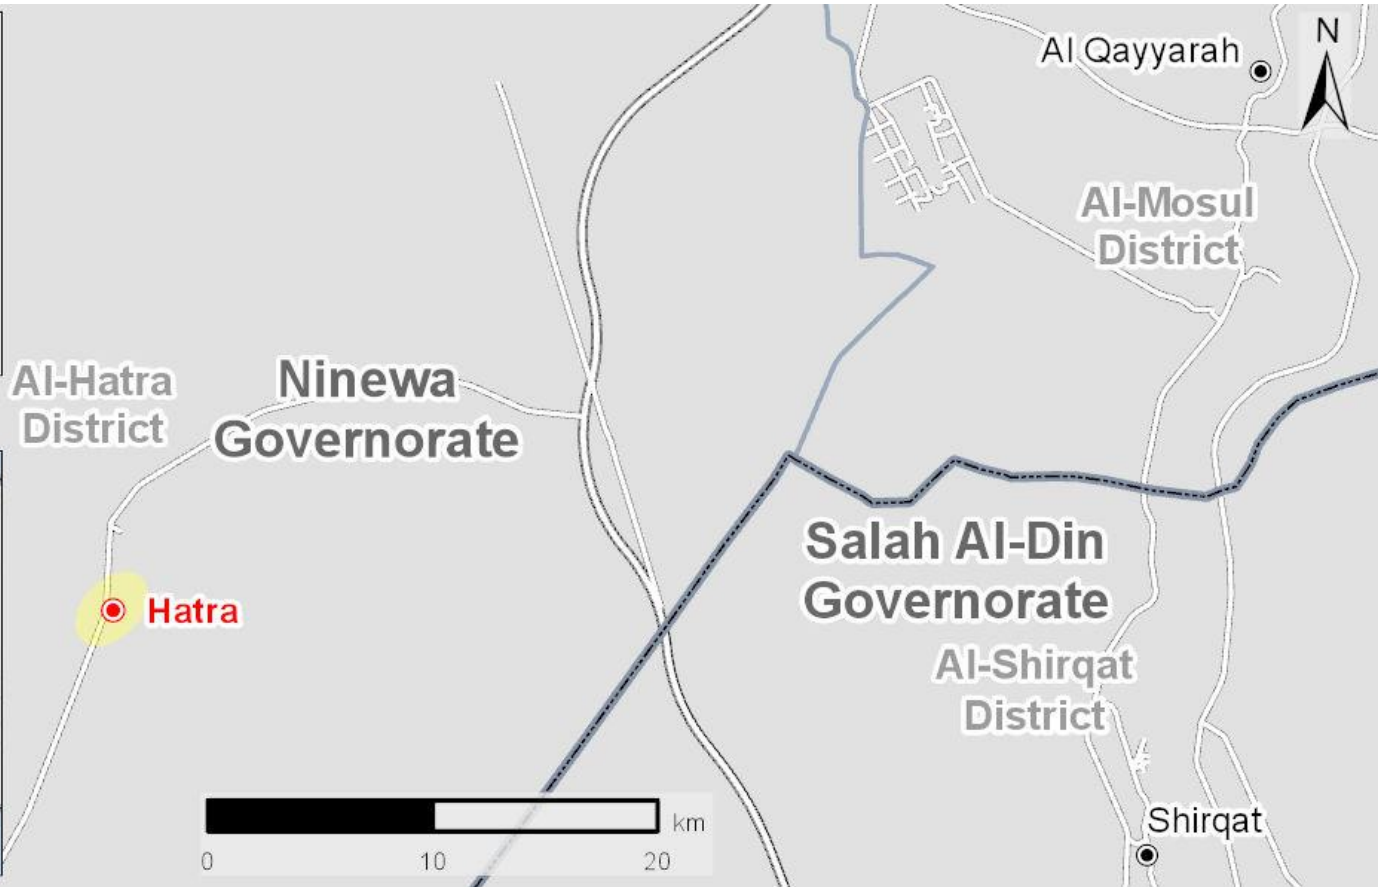 N
Al Qayyarah
Al-Mosul
District
Al-Hatra
District
Ninewa
Governorate
Salah Al-Din
Governorate
Hatra
Al-Shirqat
District
Shirqat
km
0 10 20